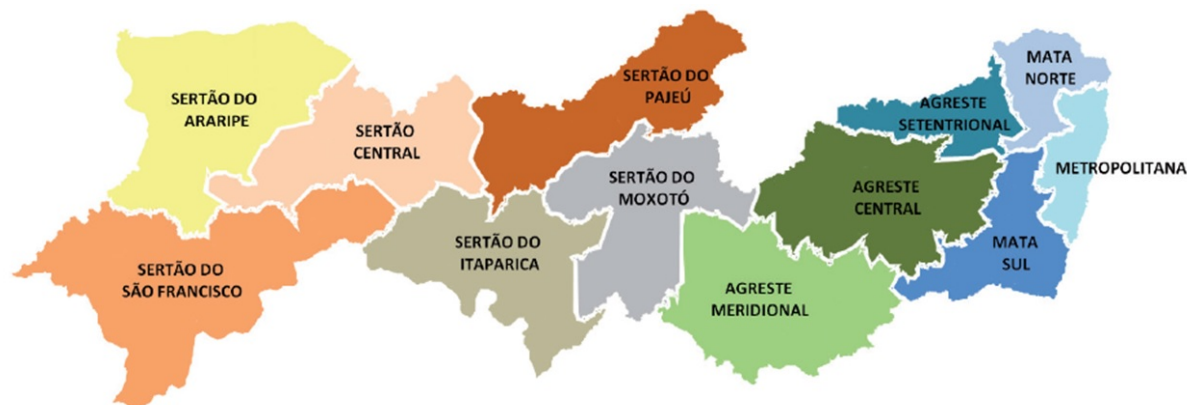 SERTÃO DO
ARARIPE
SERTÃO
CENTRAL
SERTÃO DO
PAJEÚ
MATA
NORTE
AGRESTE
SETENTRIONAL
METROPOLITANA
SERTÃO DO
MOXOTÓ
AGRESTE
CENTRAL
SERTÃO DO
ITAPARICA
MATA
SUL
SERTÃO DO
SÃO FRANCISCO
AGRESTE
MERIDIONAL